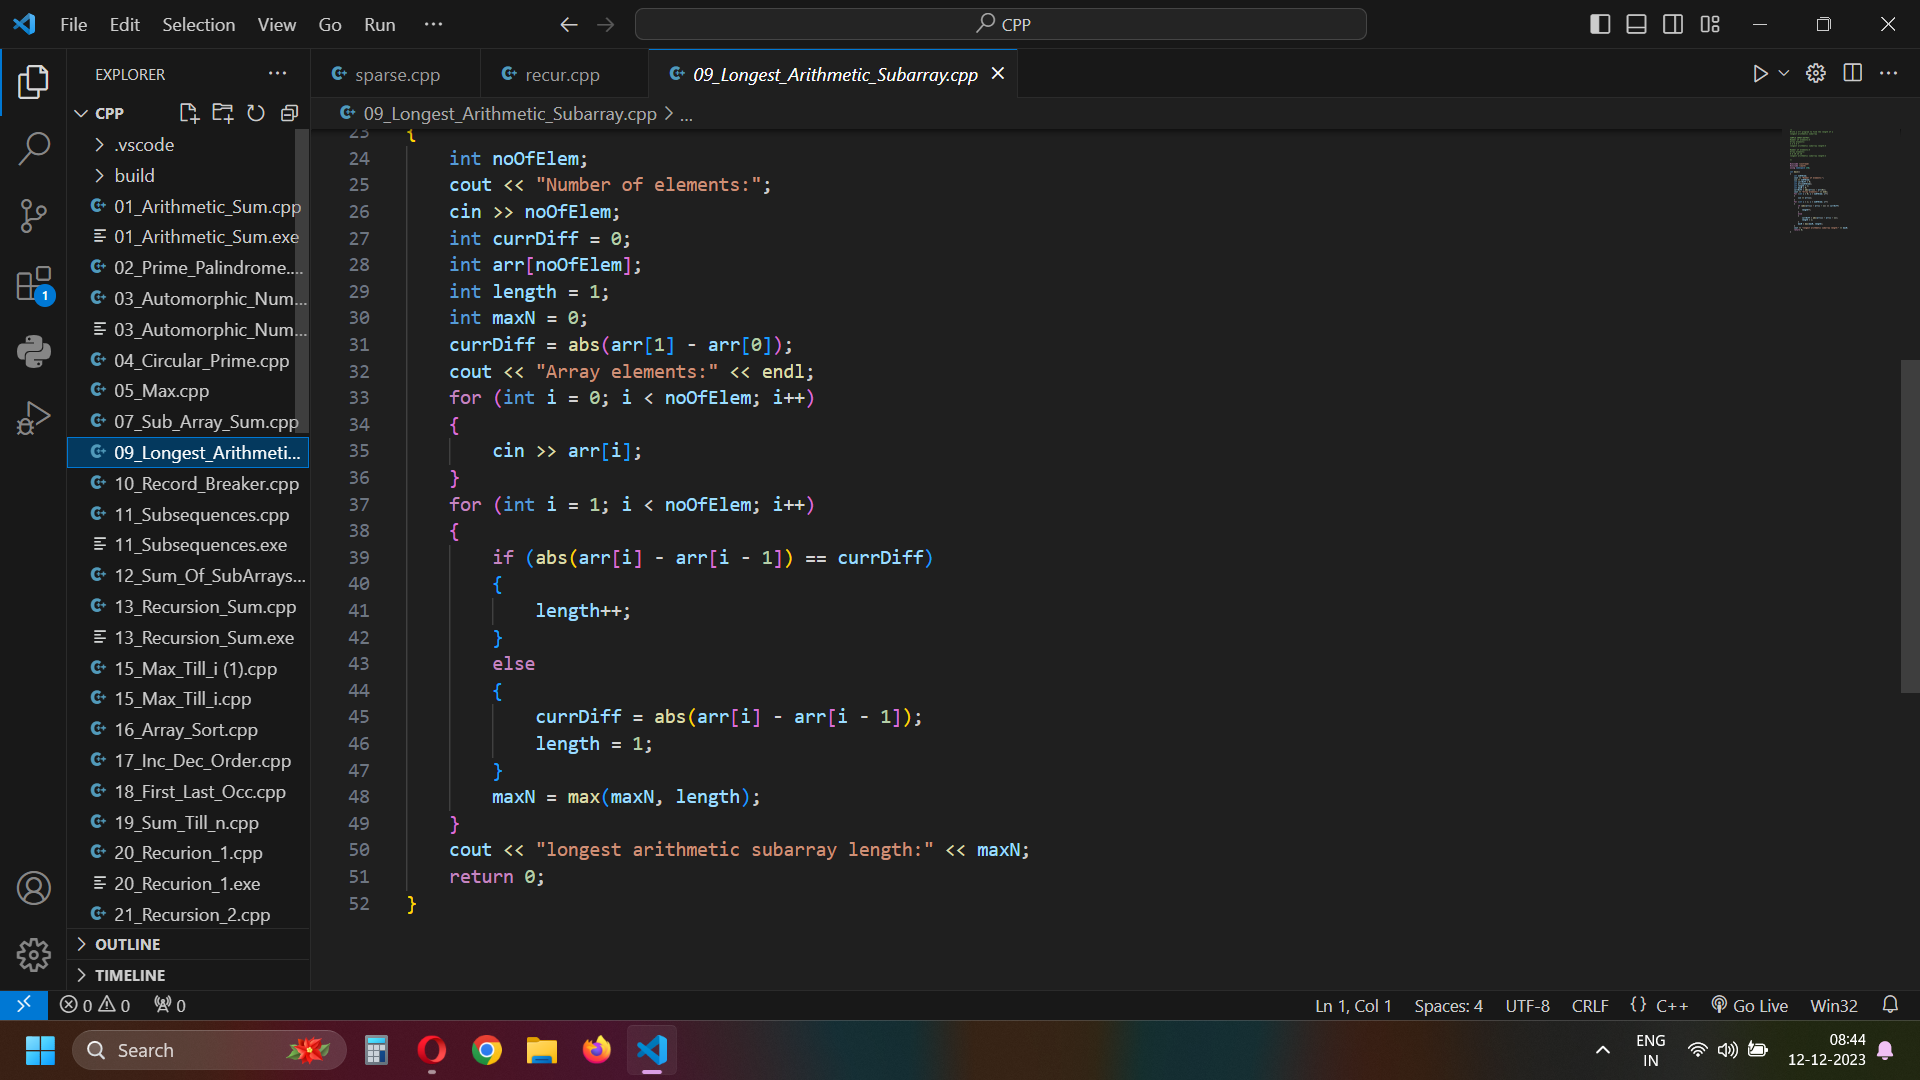 File Edit Selection View Go Run ···
CPP
EXPLORER ···
sparse.cpp
recur.cpp
09_Longest_Arithmetic_Subarray.cpp
CPP
09_Longest_Arithmetic_Subarray.cpp > ...
.vscode
build
01_Arithmetic_Sum.cpp
01_Arithmetic_Sum.exe
02_Prime_Palindrome....
03_Automorphic_Num...
03_Automorphic_Num...
04_Circular_Prime.cpp
05_Max.cpp
07_Sub_Array_Sum.cpp
09_Longest_Arithmeti...
10_Record_Breaker.cpp
11_Subsequences.cpp
11_Subsequences.exe
12_Sum_Of_SubArrays...
13_Recursion_Sum.cpp
13_Recursion_Sum.exe
15_Max_Till_i (1).cpp
15_Max_Till_i.cpp
16_Array_Sort.cpp
17_Inc_Dec_Order.cpp
18_First_Last_Occ.cpp
19_Sum_Till_n.cpp
20_Recurion_1.cpp
20_Recurion_1.exe
21_Recursion_2.cpp
OUTLINE
TIMELINE
1
23 {
24 int noOfElem;
25 cout << "Number of elements:";
26 cin >> noOfElem;
27 int currDiff = 0;
28 int arr[noOfElem];
29 int length = 1;
30 int maxN = 0;
31 currDiff = abs(arr[1] - arr[0]);
32 cout << "Array elements:" << endl;
33 for (int i = 0; i < noOfElem; i++)
34 {
35 cin >> arr[i];
36 }
37 for (int i = 1; i < noOfElem; i++)
38 {
39 if (abs(arr[i] - arr[i - 1]) == currDiff)
40 {
41 length++;
42 }
43 else
44 {
45 currDiff = abs(arr[i] - arr[i - 1]);
46 length = 1;
47 }
48 maxN = max(maxN, length);
49 }
50 cout << "longest arithmetic subarray length:" << maxN;
51 return 0;
52 }
0 0 0
Ln 1, Col 1 Spaces: 4 UTF-8 CRLF {} C++ Go Live Win32
Search
ENG
IN
08:44
12-12-2023